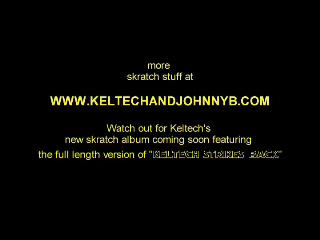 more
skratch stuff at
WWW.KELTECHANDJOHNNYB.COM
Watch out for Keltech's
new skratch album coming soon featuring
the full length version of "KELTECH STRIKES BACK"